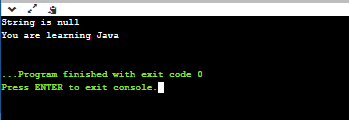 String is null
You are learning Java
...Program finished with exit code 0
Press ENTER to exit console.